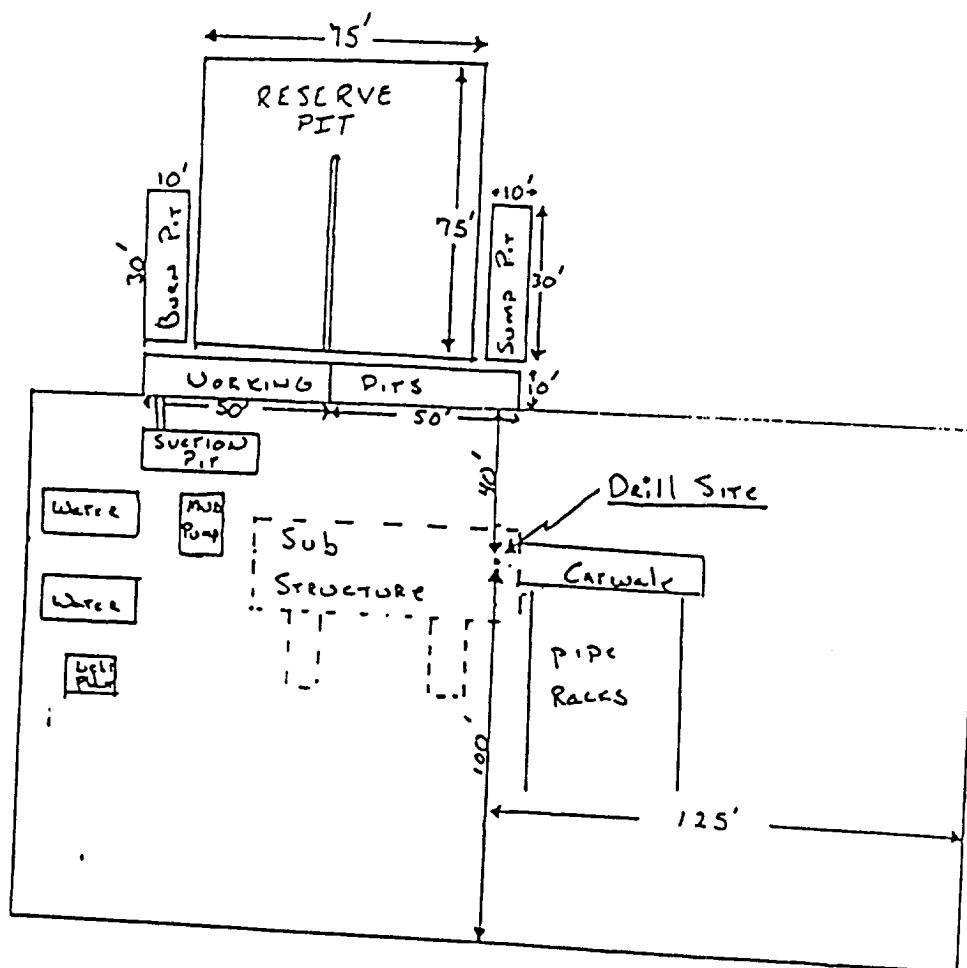 75'
RESERVE
PIT
10'
10'
75'
30'
BURN PIT
SUMP PIT
30'
WORKING PITS
10'
50'
50'
SUCTION
PIT
40'
Drill Site
WATER
MUD
PUMP
Sub
STRUCTURE
Catwalk
WATER
PIPE
RACKS
100'
125'